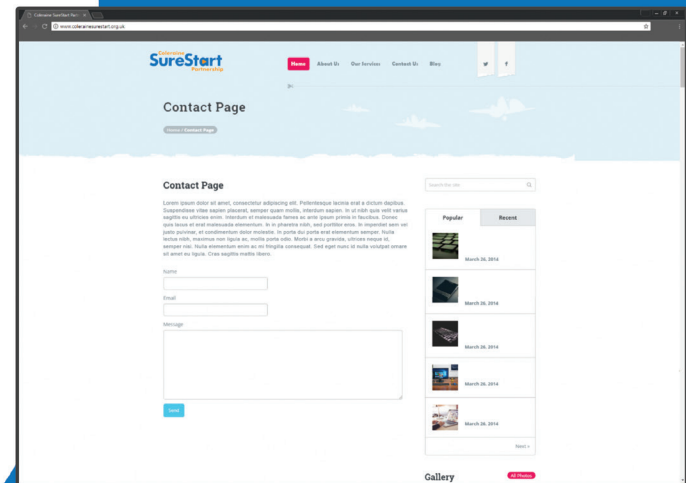 Coleraine SureStart Partn
www.colerainesurestart.org.uk
Coleraine
SureStart
Partnership
Home About Us Our Services Contact Us Blog
Contact Page
Home / Contact Page
Contact Page
Search the site
Lorem ipsum dolor sit amet, consectetur adipiscing elit. Pellentesque lacinia erat a dictum dapibus.
Suspendisse vitae sapien placerat, semper quam mollis, interdum sapien. In ut nibh quis velit varius
sagittis eu ultricies enim. Interdum et malesuada fames ac ante ipsum primis in faucibus. Donec
quis lacus et erat malesuada elementum. In in pharetra nibh, sed porttitor eros. In imperdiet sem vel
justo pulvinar, et condimentum dolor molestie. In porta dui porta erat elementum semper. Nulla
lectus nibh, maximus non ligula ac, mollis porta odio. Morbi a arcu gravida, ultrices neque id,
semper nisl. Nulla elementum enim ac mi fringilla consequat. Sed eget nunc id nulla volutpat ornare
sit amet eu ligula. Cras sagittis mattis libero.
Name
Email
Message
Send
Popular Recent
March 26, 2014
March 26, 2014
March 26, 2014
March 26, 2014
March 26, 2014
Next »
Gallery All Photos